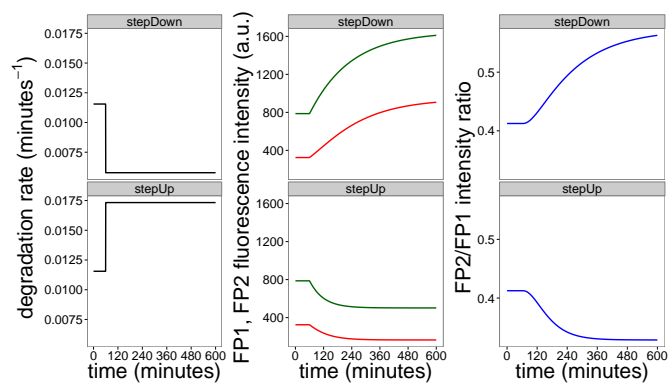 stepDown
stepDown
stepDown
degradation rate (minutes−1)
0.0175
0.0150
0.0125
0.0100
0.0075
stepUp
0.0175
0.0150
0.0125
0.0100
0.0075
0 120 240 360 480 600
time (minutes)
FP1, FP2 fluorescence intensity (a.u.)
1600
1200
800
400
stepUp
1600
1200
800
400
0 120 240 360 480 600
time (minutes)
FP2/FP1 intensity ratio
0.5
0.4
stepUp
0.5
0.4
0 120 240 360 480 600
time (minutes)